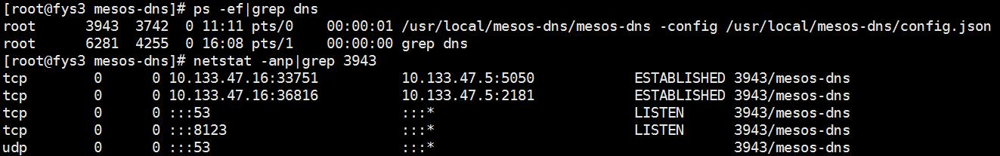 [root@fys3 mesos-dns]# ps -ef|grep dns
root      3943  3742  0 11:11 pts/0    00:00:01 /usr/local/mesos-dns/mesos-dns -config /usr/local/mesos-dns/config.json
root      6281  4255  0 16:08 pts/1    00:00:00 grep dns
[root@fys3 mesos-dns]# netstat -anp|grep 3943
tcp        0      0 10.133.47.16:33751          10.133.47.5:5050            ESTABLISHED 3943/mesos-dns
tcp        0      0 10.133.47.16:36816          10.133.47.5:2181            ESTABLISHED 3943/mesos-dns
tcp        0      0 :::53                       :::*                        LISTEN      3943/mesos-dns
tcp        0      0 :::8123                     :::*                        LISTEN      3943/mesos-dns
udp        0      0 :::53                       :::*                                    3943/mesos-dns